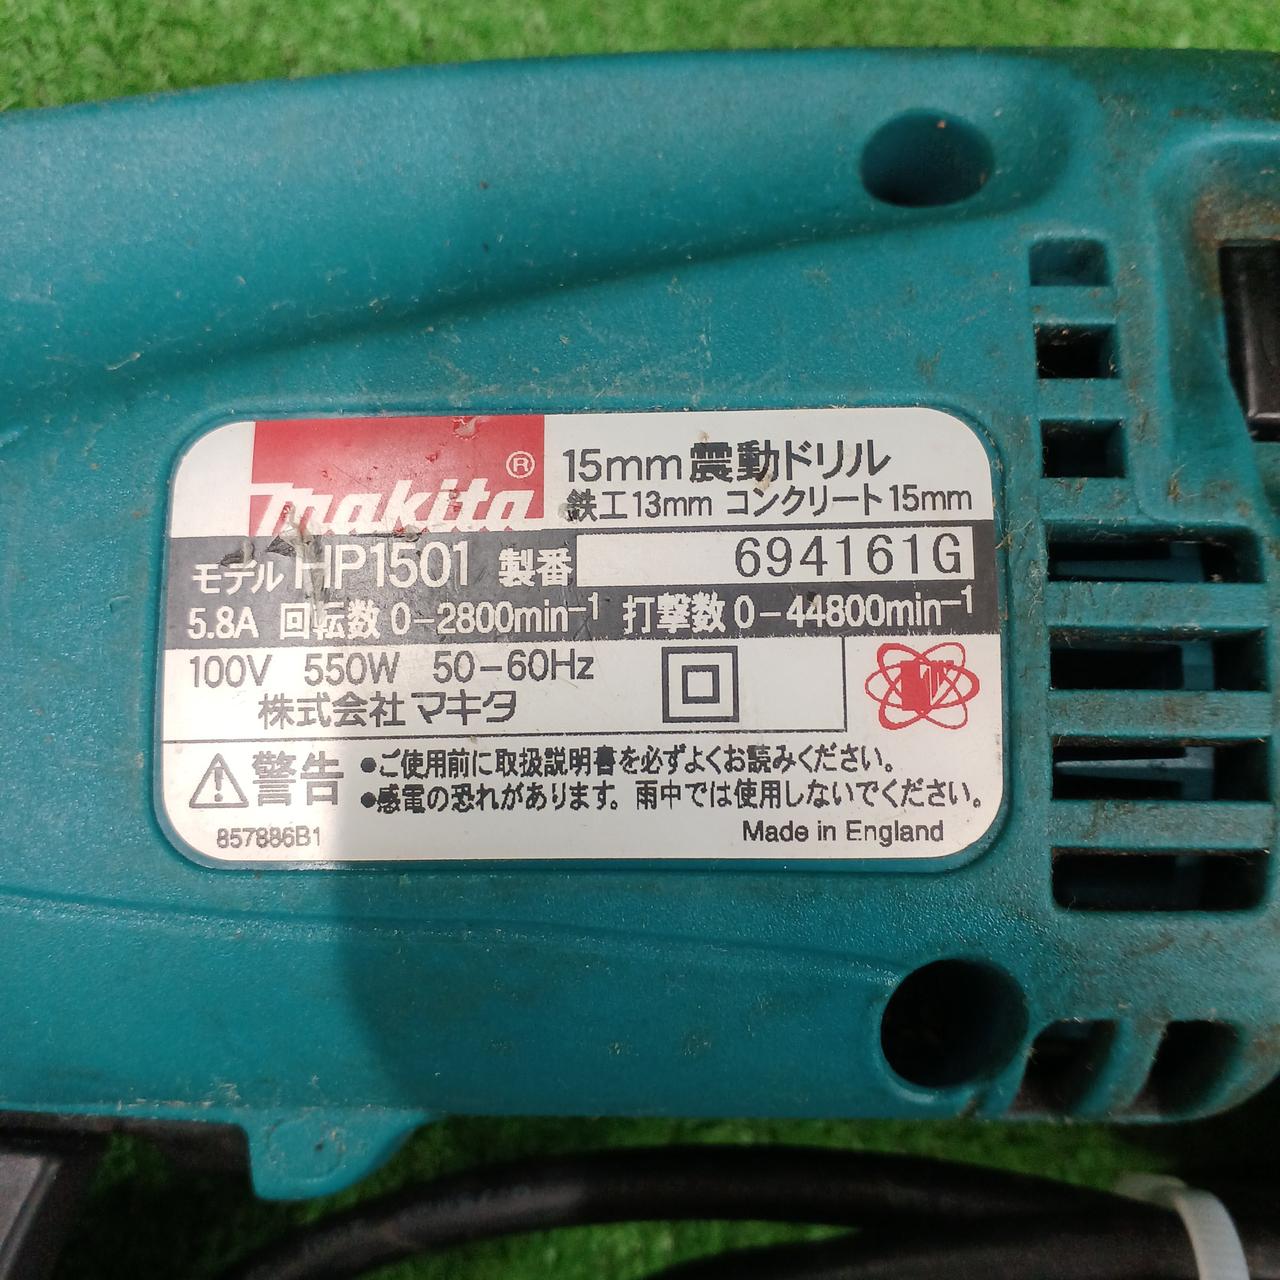 makita®
15mm震動ドリル
鉄工13mm コンクリート15mm
モデル HP1501 製番 694161G
5.8A 回転数 0-2800min⁻¹ 打撃数 0-44800min⁻¹
100V 550W 50-60Hz
株式会社マキタ
警告 ●ご使用前に取扱説明書を必ずよくお読みください。
●感電の恐れがあります。雨中では使用しないでください。
857886B1
Made in England